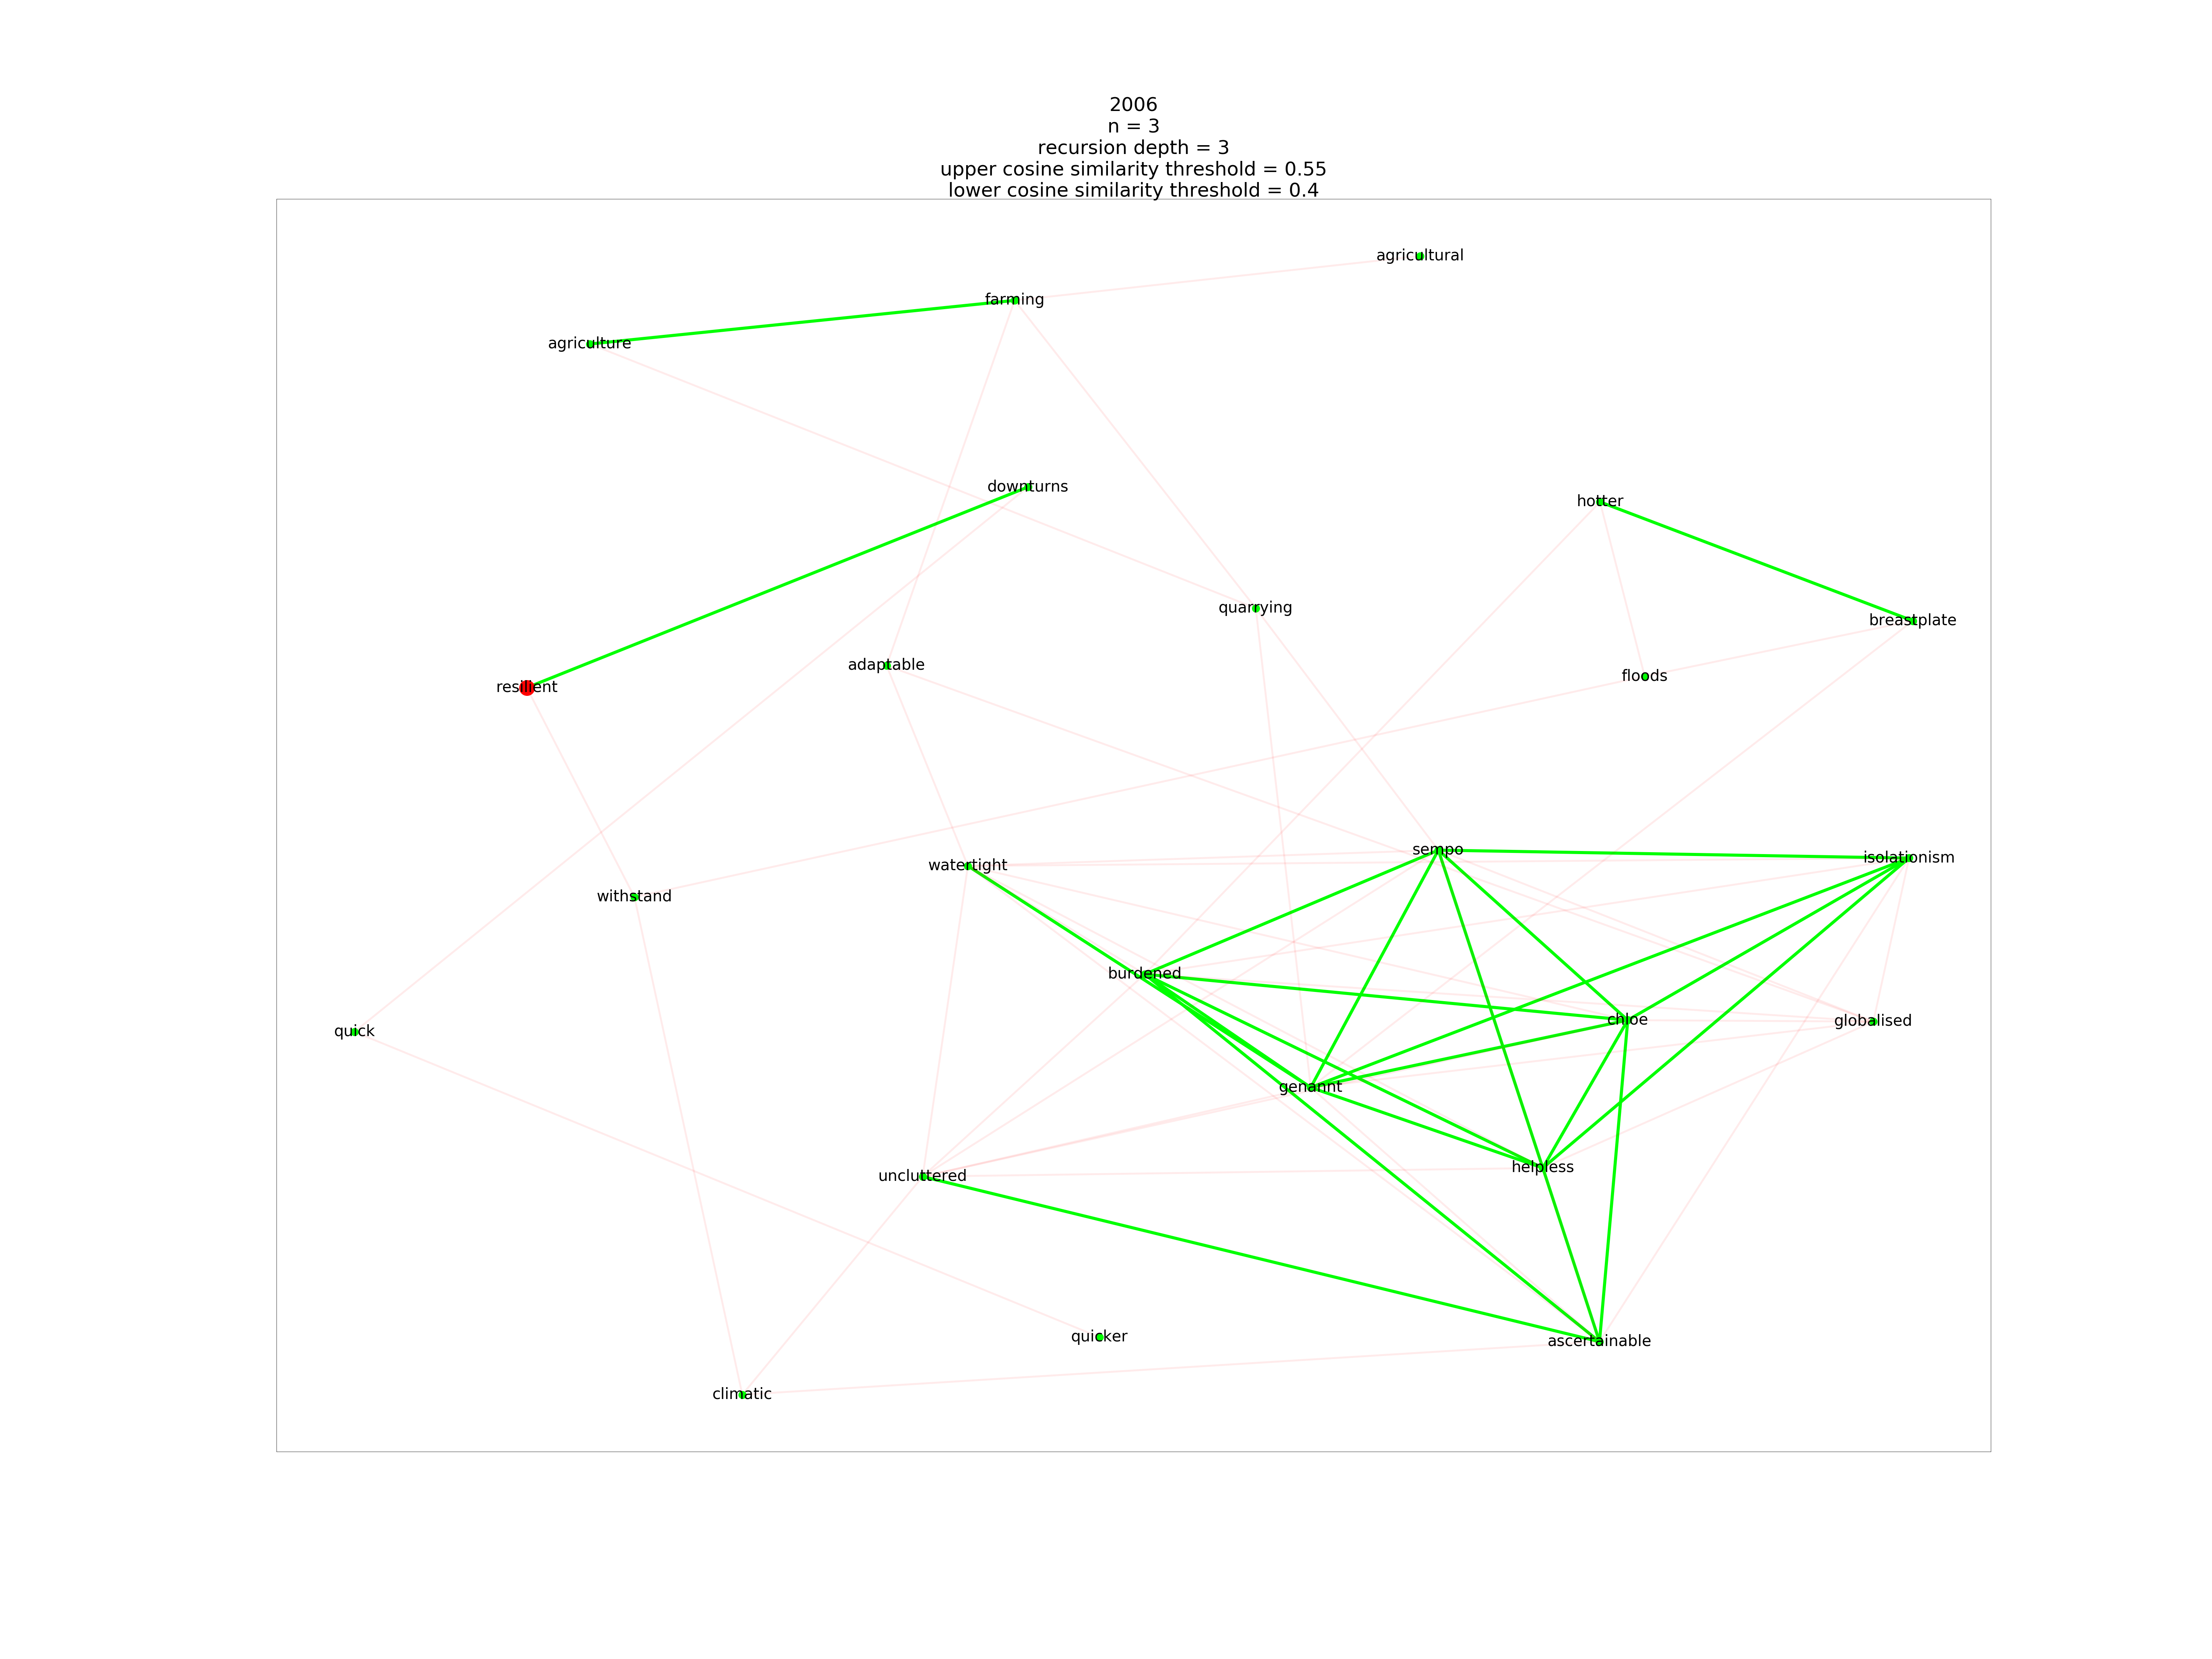 2006
n = 3
recursion depth = 3
upper cosine similarity threshold = 0.55
lower cosine similarity threshold = 0.4
agricultural
farming
agriculture
downturns
hotter
quarrying
breastplate
adaptable
floods
resilient
sempo
isolationism
watertight
withstand
burdened
chloe
globalised
quick
genannt
helpless
uncluttered
quicker
ascertainable
climatic